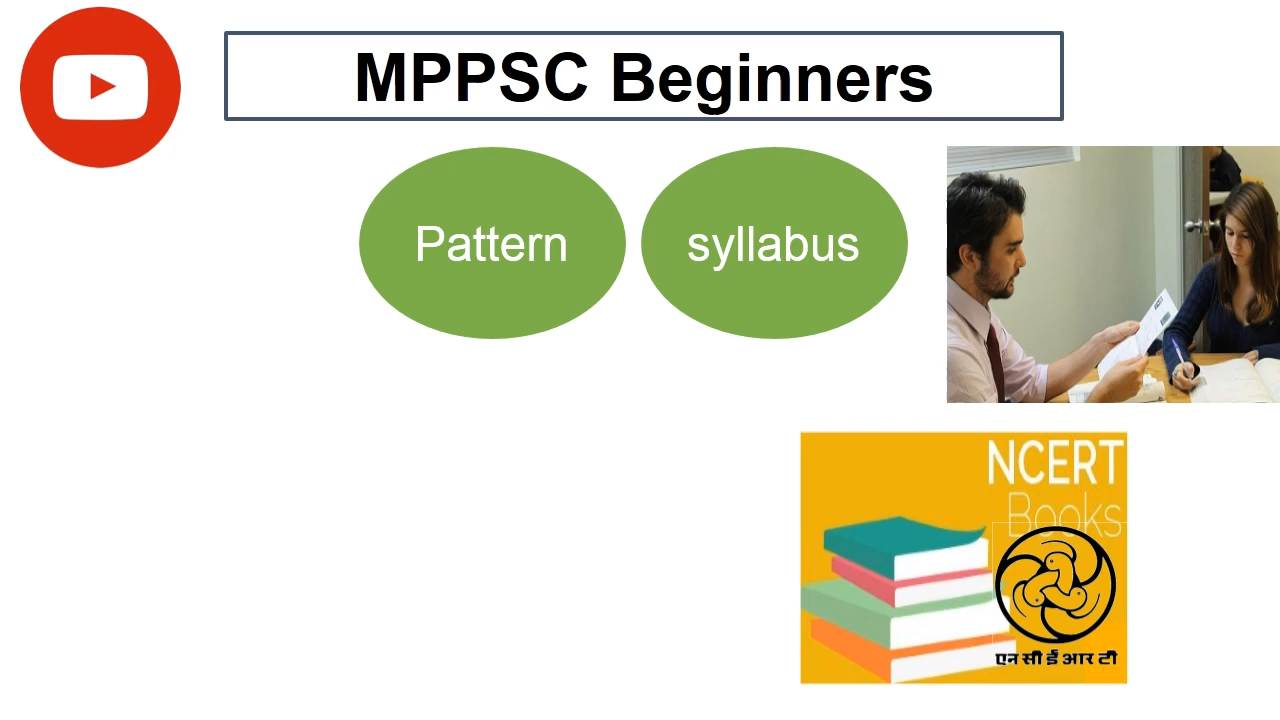 MPPSC Beginners
Pattern
syllabus
NCERT
Books
एन सी ई आर टी